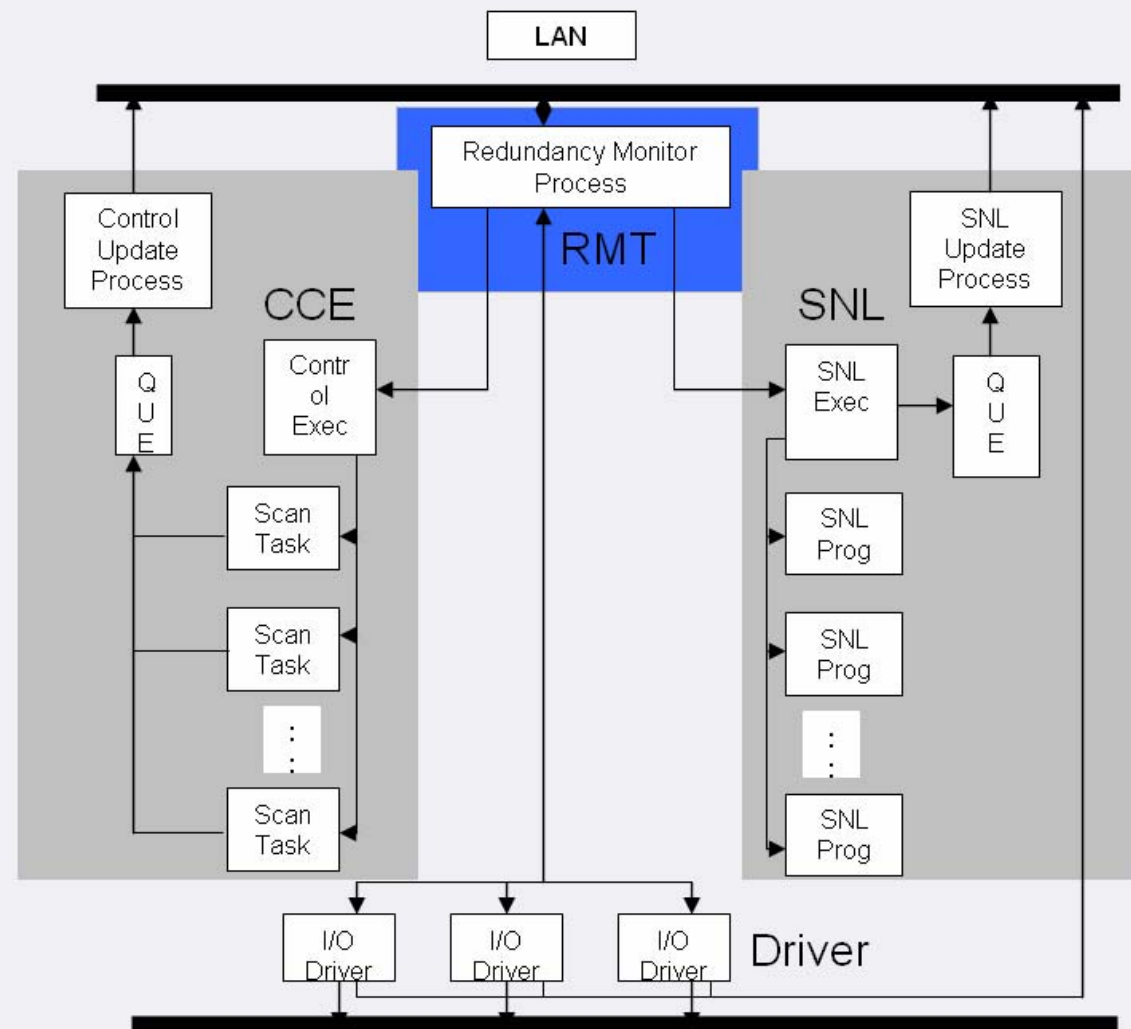 LAN
Redundancy Monitor
Process
RMT
Control
Update
Process
SNL
Update
Process
CCE
SNL
Q
U
E
Contr
ol
Exec
SNL
Exec
Q
U
E
Scan
Task
SNL
Prog
Scan
Task
SNL
Prog
:
:
Scan
Task
SNL
Prog
I/O
Driver
I/O
Driver
I/O
Driver
Driver